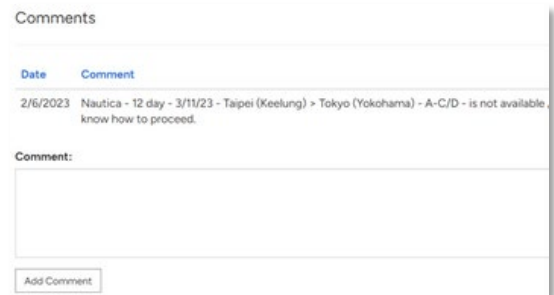 Comments
Date Comment
2/6/2023 Nautica - 12 day - 3/11/23 - Taipei (Keelung) > Tokyo (Yokohama) - A-C/D - is not available
know how to proceed.
Comment:
Add Comment